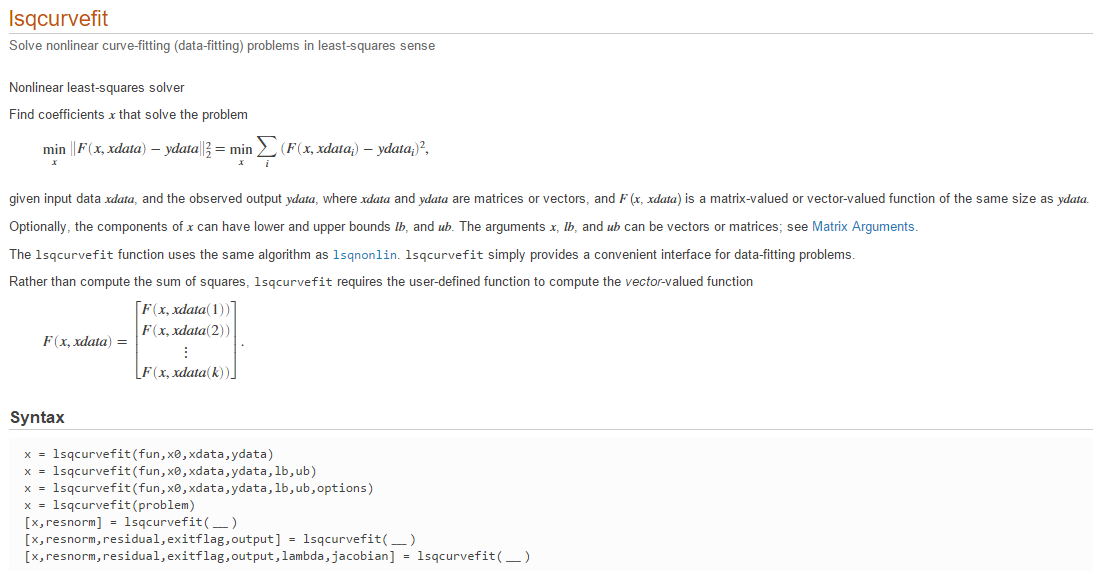 lsqcurvefit
Solve nonlinear curve-fitting (data-fitting) problems in least-squares sense
Nonlinear least-squares solver
Find coefficients x that solve the problem
min x ‖F(x, xdata) − ydata‖₂² = min x ∑ i (F(x, xdataᵢ) − ydataᵢ)²,
given input data xdata, and the observed output ydata, where xdata and ydata are matrices or vectors, and F (x, xdata) is a matrix-valued or vector-valued function of the same size as ydata.
Optionally, the components of x can have lower and upper bounds lb, and ub. The arguments x, lb, and ub can be vectors or matrices; see Matrix Arguments.
The lsqcurvefit function uses the same algorithm as lsqnonlin. lsqcurvefit simply provides a convenient interface for data-fitting problems.
Rather than compute the sum of squares, lsqcurvefit requires the user-defined function to compute the vector-valued function
F(x, xdata(1))
F(x, xdata(2))
F(x, xdata) = ⋮ .
F(x, xdata(k))
Syntax
x = lsqcurvefit(fun,x0,xdata,ydata)
x = lsqcurvefit(fun,x0,xdata,ydata,lb,ub)
x = lsqcurvefit(fun,x0,xdata,ydata,lb,ub,options)
x = lsqcurvefit(problem)
[x,resnorm] = lsqcurvefit(__)
[x,resnorm,residual,exitflag,output] = lsqcurvefit(__)
[x,resnorm,residual,exitflag,output,lambda,jacobian] = lsqcurvefit(__)